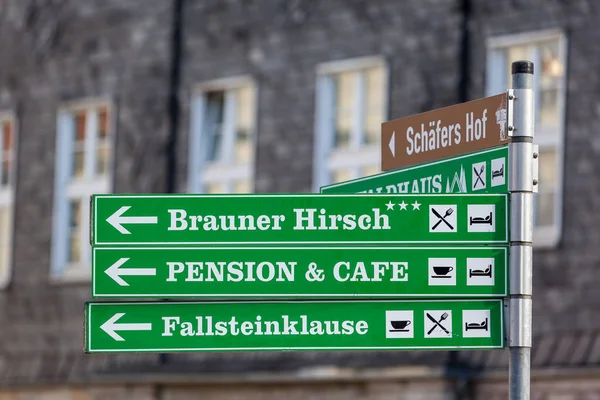 Schäfers Hof
Brauner Hirsch ***
PENSION & CAFE
Fallsteinklause